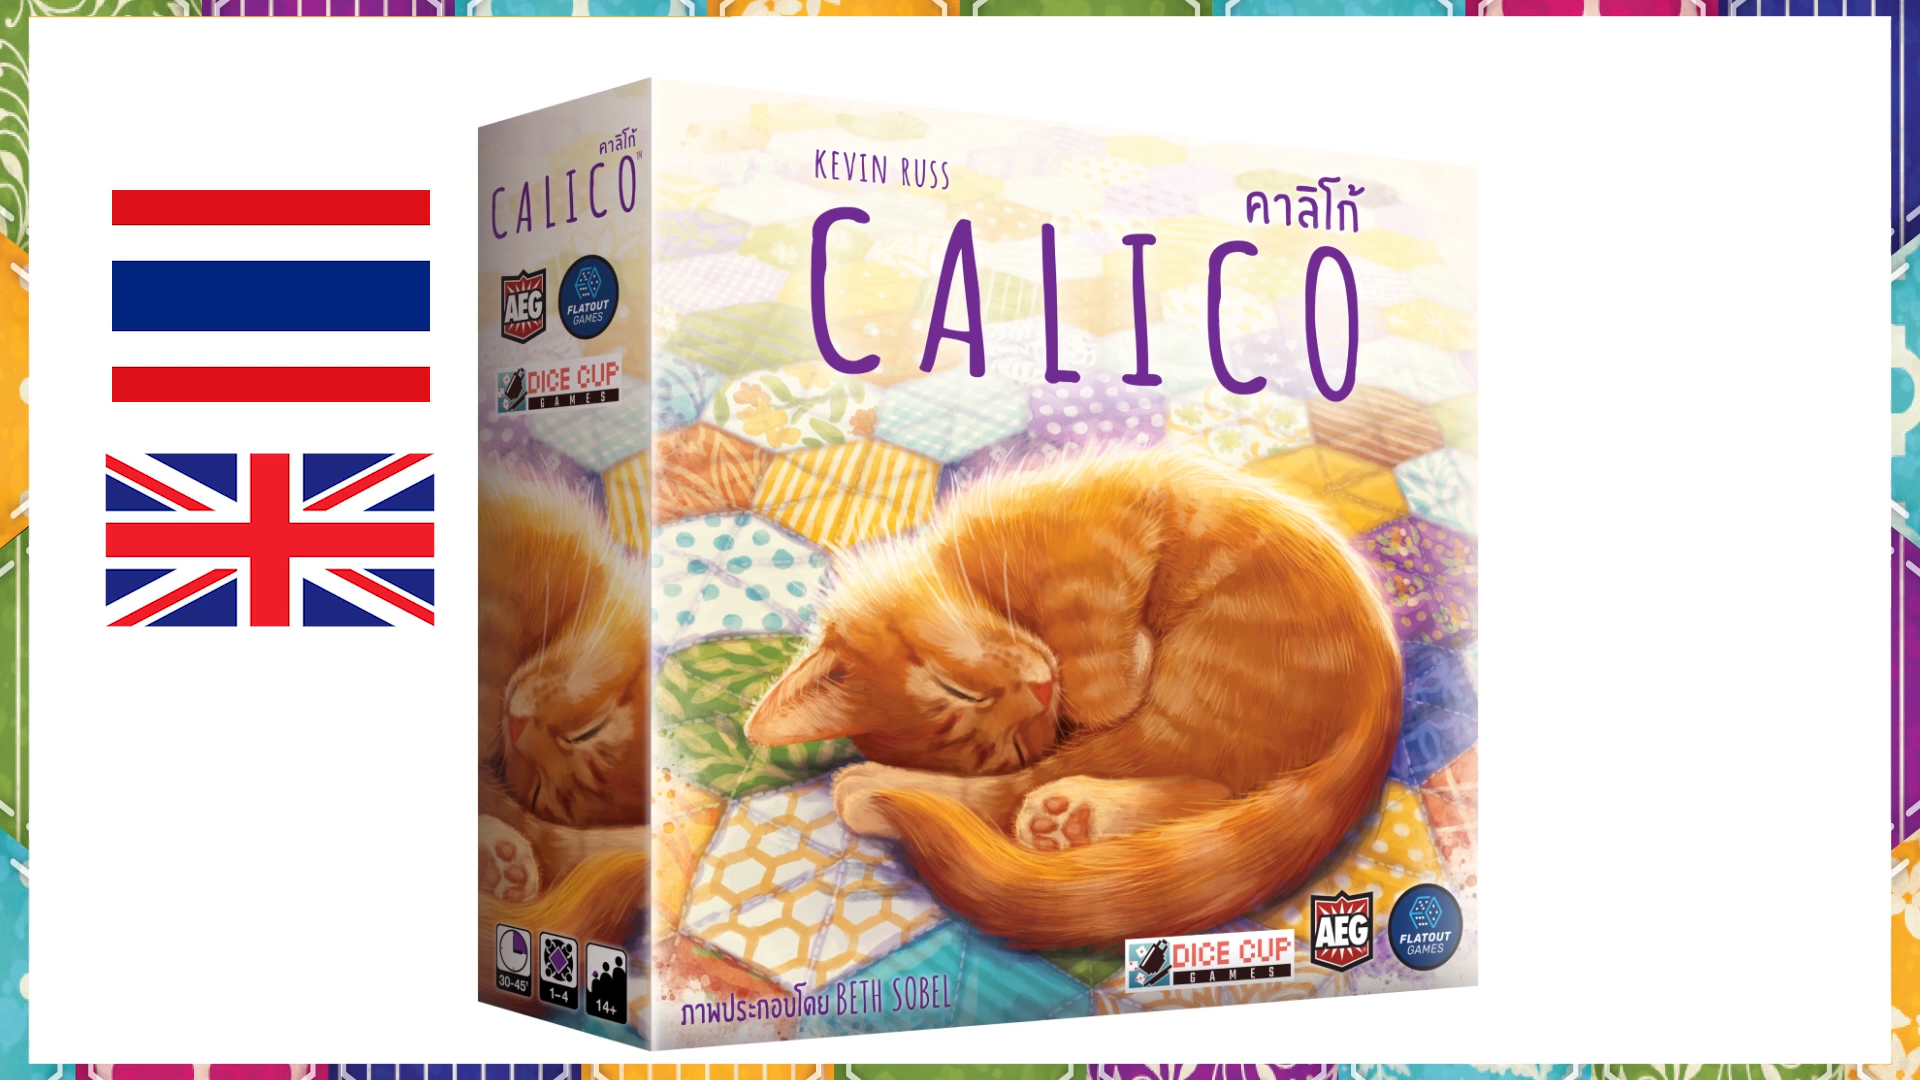 คาลิโก้
CALICO™
AEG
FLATOUT
GAMES
DICE CUP
GAMES
30-45'
1-4
14+
KEVIN RUSS
คาลิโก้
CALICO
ภาพประกอบโดย BETH SOBEL
DICE CUP
GAMES
AEG
FLATOUT
GAMES